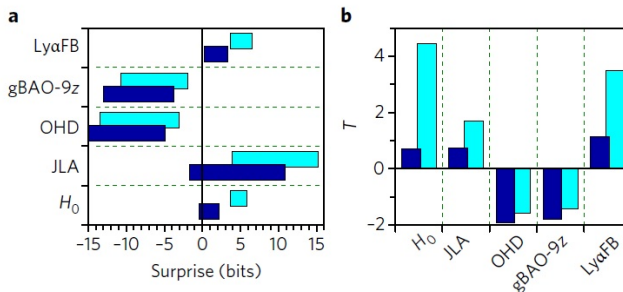 a
LyαFB
gBAO-9z
OHD
JLA
H₀
−15 −10 −5 0 5 10 15
Surprise (bits)
b
4
2
0
−2
T
H₀ JLA OHD gBAO-9z LyαFB